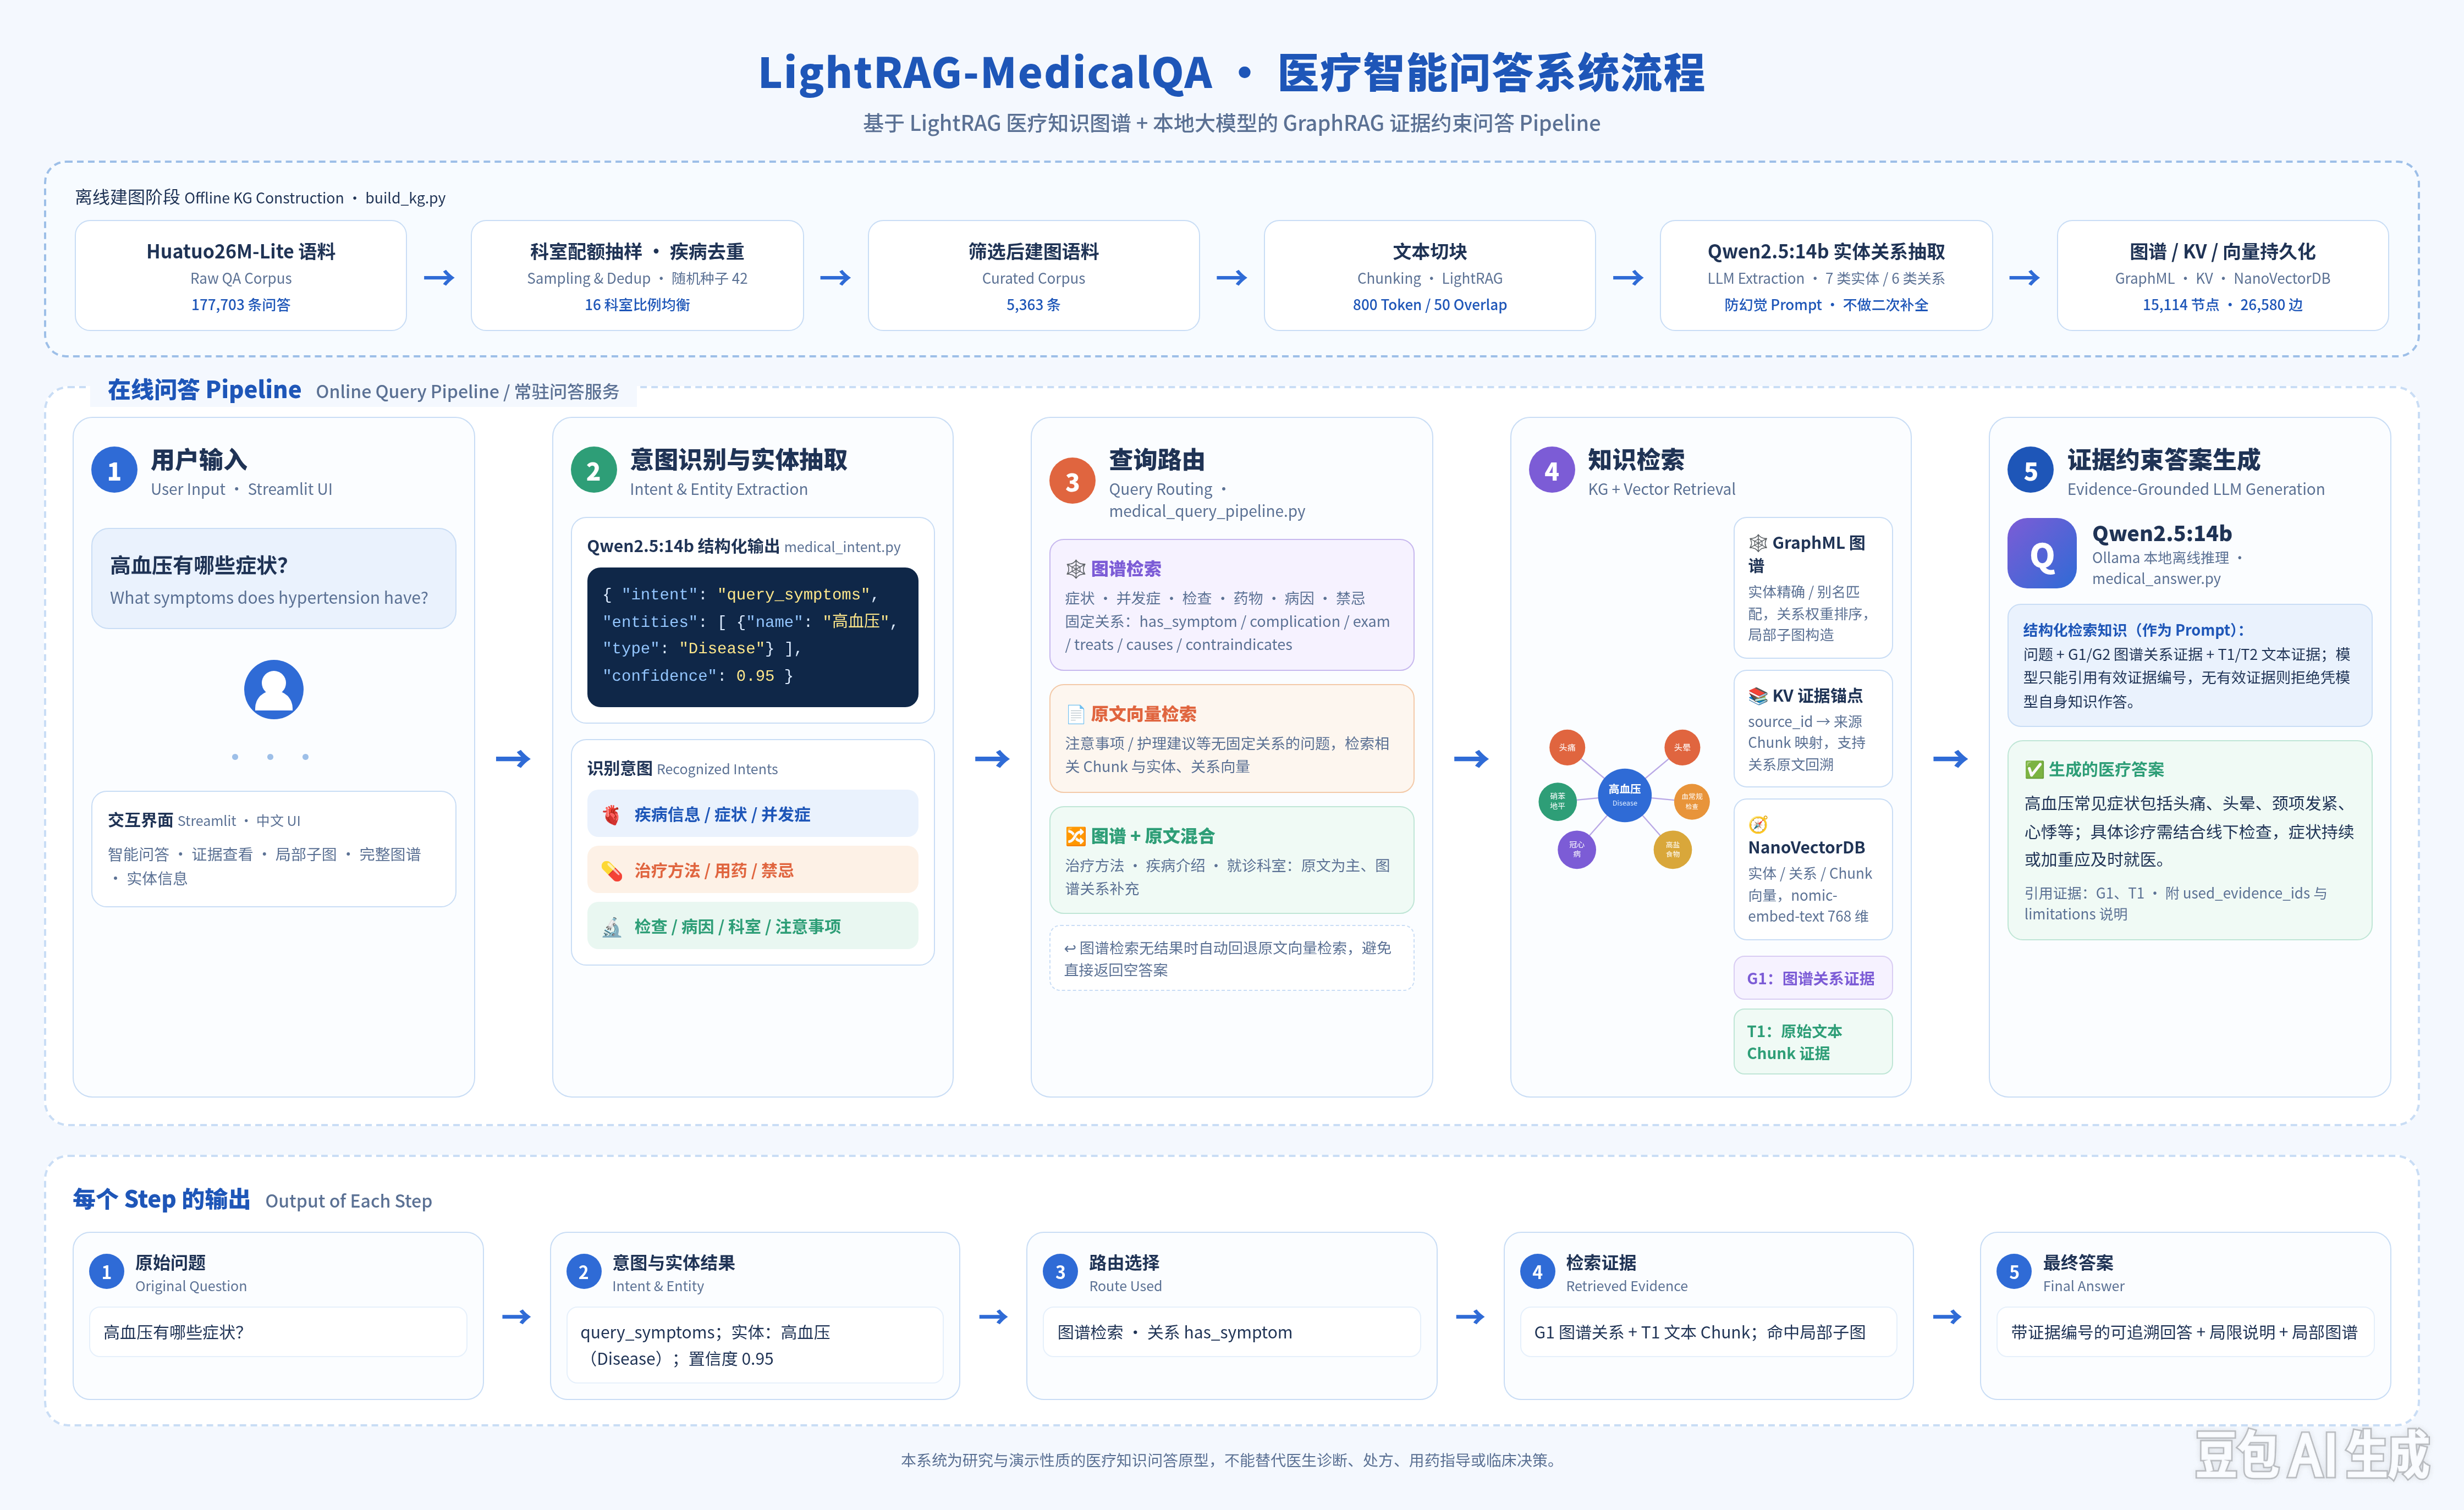 LightRAG-MedicalQA · 医疗智能问答系统流程
基于 LightRAG 医疗知识图谱 + 本地大模型的 GraphRAG 证据约束问答 Pipeline
离线建图阶段 Offline KG Construction · build_kg.py
Huatuo26M-Lite 语料
Raw QA Corpus
177,703 条问答
→
科室配额抽样 · 疾病去重
Sampling & Dedup · 随机种子 42
16 科室比例均衡
→
筛选后建图语料
Curated Corpus
5,363 条
→
文本切块
Chunking · LightRAG
800 Token / 50 Overlap
→
Qwen2.5:14b 实体关系抽取
LLM Extraction · 7 类实体 / 6 类关系
防幻觉 Prompt · 不做二次补全
→
图谱 / KV / 向量持久化
GraphML · KV · NanoVectorDB
15,114 节点 · 26,580 边
在线问答 Pipeline Online Query Pipeline / 常驻问答服务
1 用户输入
User Input · Streamlit UI
高血压有哪些症状?
What symptoms does hypertension have?
交互界面 Streamlit · 中文 UI
智能问答 · 证据查看 · 局部子图 · 完整图谱
· 实体信息
→
2 意图识别与实体抽取
Intent & Entity Extraction
Qwen2.5:14b 结构化输出 medical_intent.py
{ "intent": "query_symptoms",
"entities": [ {"name": "高血压",
"type": "Disease"} ],
"confidence": 0.95 }
识别意图 Recognized Intents
疾病信息 / 症状 / 并发症
治疗方法 / 用药 / 禁忌
检查 / 病因 / 科室 / 注意事项
→
3 查询路由
Query Routing ·
medical_query_pipeline.py
图谱检索
症状 · 并发症 · 检查 · 药物 · 病因 · 禁忌
固定关系：has_symptom / complication / exam
/ treats / causes / contraindicates
原文向量检索
注意事项 / 护理建议等无固定关系的问题，检索相
关 Chunk 与实体、关系向量
图谱 + 原文混合
治疗方法 · 疾病介绍 · 就诊科室：原文为主、图
谱关系补充
↩ 图谱检索无结果时自动回退原文向量检索，避免
直接返回空答案
→
4 知识检索
KG + Vector Retrieval
头痛
头晕
硝苯
地平
高血压
Disease
血常规
检查
冠心
病
高盐
食物
GraphML 图
谱
实体精确 / 别名匹
配，关系权重排序，
局部子图构造
KV 证据锚点
source_id → 来源
Chunk 映射，支持
关系原文回溯
NanoVectorDB
实体 / 关系 / Chunk
向量，nomic-
embed-text 768 维
G1：图谱关系证据
T1：原始文本
Chunk 证据
→
5 证据约束答案生成
Evidence-Grounded LLM Generation
Q
Qwen2.5:14b
Ollama 本地离线推理 ·
medical_answer.py
结构化检索知识（作为 Prompt）：
问题 + G1/G2 图谱关系证据 + T1/T2 文本证据；模
型只能引用有效证据编号，无有效证据则拒绝凭模
型自身知识作答。
✅ 生成的医疗答案
高血压常见症状包括头痛、头晕、颈项发紧、
心悸等；具体诊疗需结合线下检查，症状持续
或加重应及时就医。
引用证据：G1、T1 · 附 used_evidence_ids 与
limitations 说明
每个 Step 的输出 Output of Each Step
1 原始问题
Original Question
高血压有哪些症状?
→
2 意图与实体结果
Intent & Entity
query_symptoms；实体：高血压
（Disease）；置信度 0.95
→
3 路由选择
Route Used
图谱检索 · 关系 has_symptom
→
4 检索证据
Retrieved Evidence
G1 图谱关系 + T1 文本 Chunk；命中局部子图
→
5 最终答案
Final Answer
带证据编号的可追溯回答 + 局限说明 + 局部图谱
本系统为研究与演示性质的医疗知识问答原型，不能替代医生诊断、处方、用药指导或临床决策。
豆包AI生成